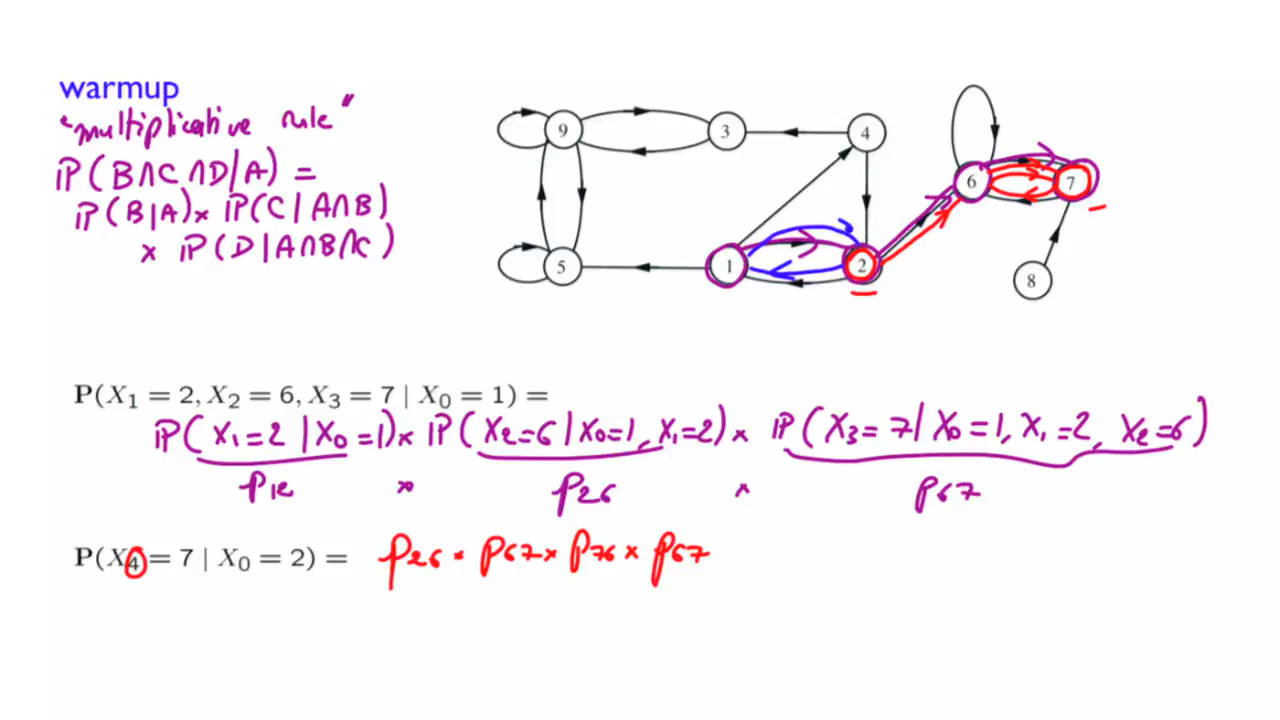 warmup
"multiplicative rule"
P(B∩C∩D|A) =
P(B|A) x P(C|A∩B)
x P(D|A∩B∩C)
9 3 4
6 7
5 1 2 8
P(X₁ = 2, X₂ = 6, X₃ = 7 | X₀ = 1) =
P(X₁=2 | X₀=1) x P(X₂=6 | X₀=1, X₁=2) x P(X₃=7 | X₀=1, X₁=2, X₂=6)
p₁₂ x p₂₆ x p₆₇
P(X₄ = 7 | X₀ = 2) = p₂₆ · p₆₇ x p₇₆ x p₆₇